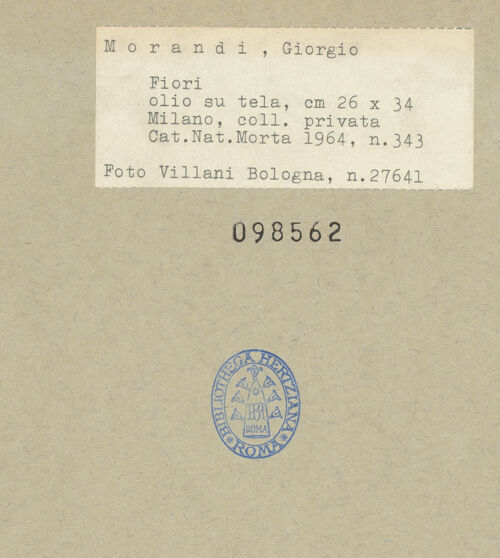 M o r a n d i , Giorgio
Fiori
olio su tela, cm 26 x 34
Milano, coll. privata
Cat.Nat.Morta 1964, n.343
Foto Villani Bologna, n.27641
098562
BIBLIOTHECA HERTZIANA
ROMA
* ROMA *